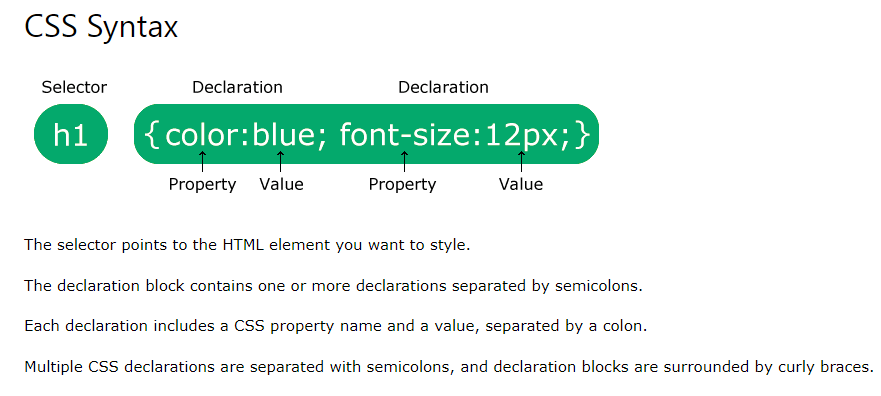 CSS Syntax
Selector Declaration Declaration
h1 {color:blue; font-size:12px;}
Property Value Property Value
The selector points to the HTML element you want to style.
The declaration block contains one or more declarations separated by semicolons.
Each declaration includes a CSS property name and a value, separated by a colon.
Multiple CSS declarations are separated with semicolons, and declaration blocks are surrounded by curly braces.